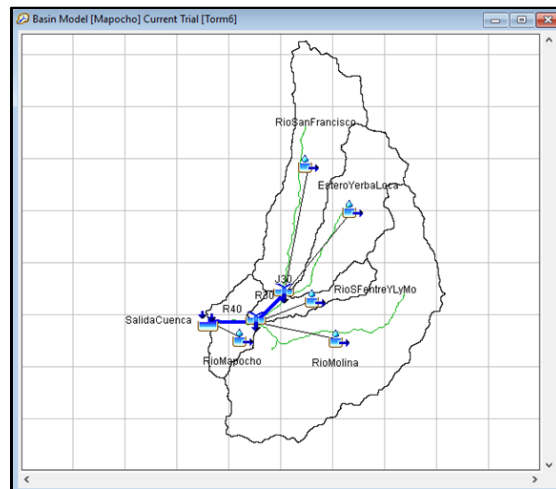 Basin Model [Mapocho] Current Trial [Torm6]
RioSanFrancisco
EsteroYerbaLoca
J30
R30
RioSFentreYLyMo
R40
SalidaCuenca
RioMapocho
RioMolina